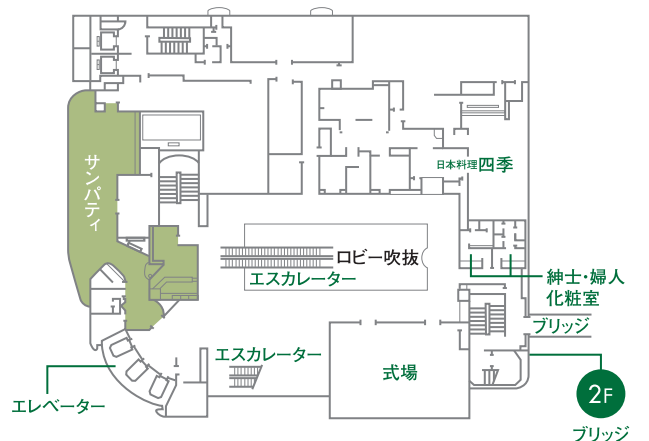 サンパティ
日本料理 四季
ロビー吹抜
エスカレーター
紳士・婦人
化粧室
ブリッジ
エスカレーター
式場
エレベーター
2F
ブリッジ